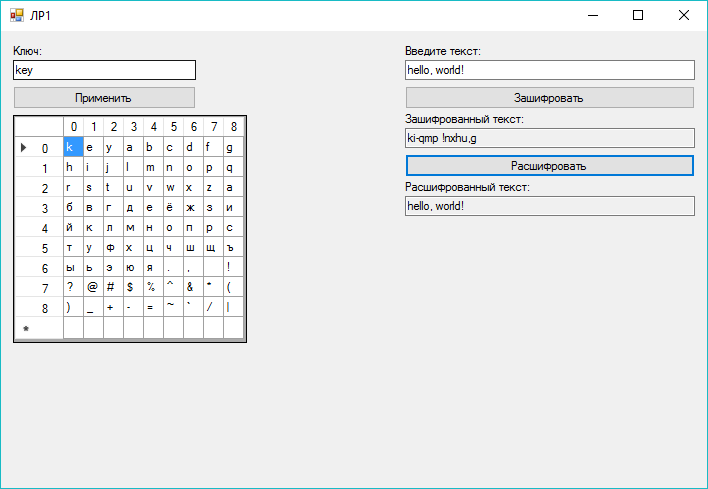 ЛР1
Ключ:
key
Применить
0 1 2 3 4 5 6 7 8
0 k e y a b c d f g
1 h i j l m n o p q
2 r s t u v w x z а
3 б в г д е ё ж з и
4 й к л м н о п р с
5 т у ф х ц ч ш щ ъ
6 ы ь э ю я . , !
7 ? @ # $ % ^ & * (
8 ) _ + - = ~ ` / |
*
Введите текст:
hello, world!
Зашифровать
Зашифрованный текст:
ki-qmp !nxhu,g
Расшифровать
Расшифрованный текст:
hello, world!